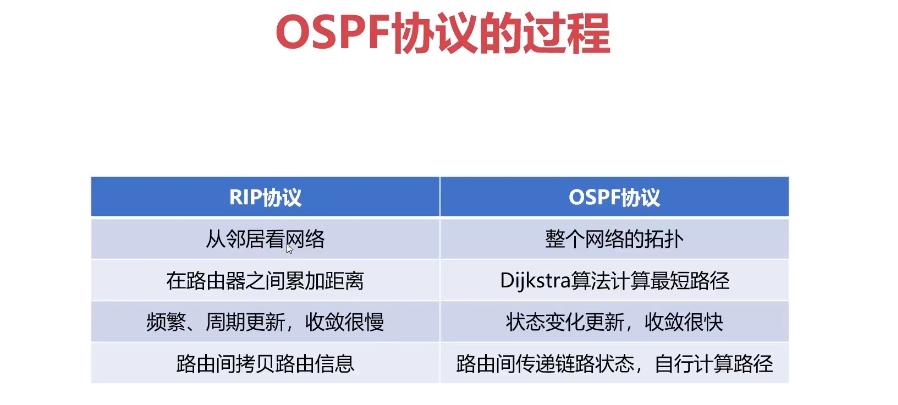 OSPF协议的过程
RIP协议
OSPF协议
从邻居看网络
整个网络的拓扑
在路由器之间累加距离
Dijkstra算法计算最短路径
频繁、周期更新，收敛很慢
状态变化更新，收敛很快
路由间拷贝路由信息
路由间传递链路状态，自行计算路径